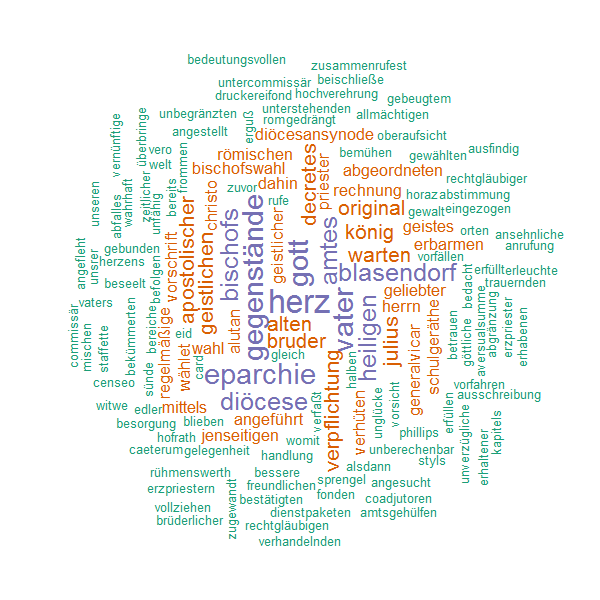 bedeutungsvollen
zusammenrufest
untercommissär
beischließe
druckereifond
hochverehrung
gebeugtem
unbegränzten
erguß
unterstehenden
allmächtigen
romgedrängt
angestellt
diöcesansynode
oberaufsicht
vernünftige
überbringe
vero
römischen
decretes
priester
bemühen
gewählten
ausfindig
welt
frommen
bischofswahl
abgeordneten
rechtgläubiger
unseren
abfalles
wahrhaft
zeitlicher
unfähig
bereits
zuvor
dahin
rechnung
horaz
abstimmung
christo
rufe
original
gewalt
eingezogen
apostolischer
geistlichen
bischofs
gegenstände
geistlicher
gott
amtes
könig
geistes
orten
ansehnliche
angefleht
unsrer
gebunden
herzens
vorschrift
befolgen
erbarmen
anrufung
warten
vorfällen
beseelt
blasendorf
bedacht
erfüllt
erleuchte
vaters
herz
vater
heiligen
geliebter
trauernden
commissär
mischen
staffette
bekümmerten
bereiche
regelmäßige
eid
alutan
alten
bruder
julius
herrn
generalvicar
schulgeräthe
betrauen
göttliche
aversualsumme
abgränzung
erzpriester
erhabenen
wählet
wahl
gleich
card
halben
censeo
sünde
eparchie
verpflichtung
verhüten
unglücke
vorsicht
vorfahren
ausschreibung
witwe
edler
mittels
diöcese
verfaßt
erfüllen
besorgung
blieben
angeführt
phillips
unverzügliche
erhaltener
kapitels
hofrath
jenseitigen
womit
styls
caeterum
gelegenheit
handlung
unberechenbar
rühmenswerth
bessere
alsdann
erzpriestern
zugewandt
freundlichen
sprengel
angesucht
bestätigten
fonden
coadjutoren
vollziehen
brüderlicher
dienstpaketen
amtsgehülfen
rechtgläubigen
verhandelnden